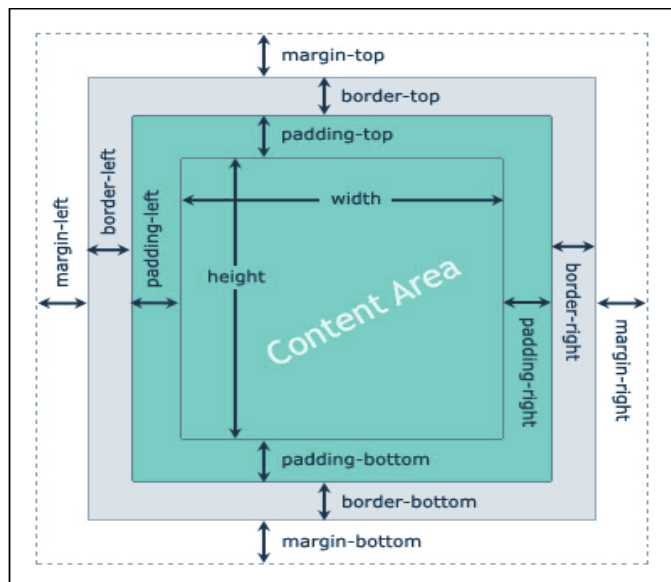 margin-top
border-top
padding-top
margin-left
border-left
padding-left
width
height
Content Area
padding-right
border-right
margin-right
padding-bottom
border-bottom
margin-bottom